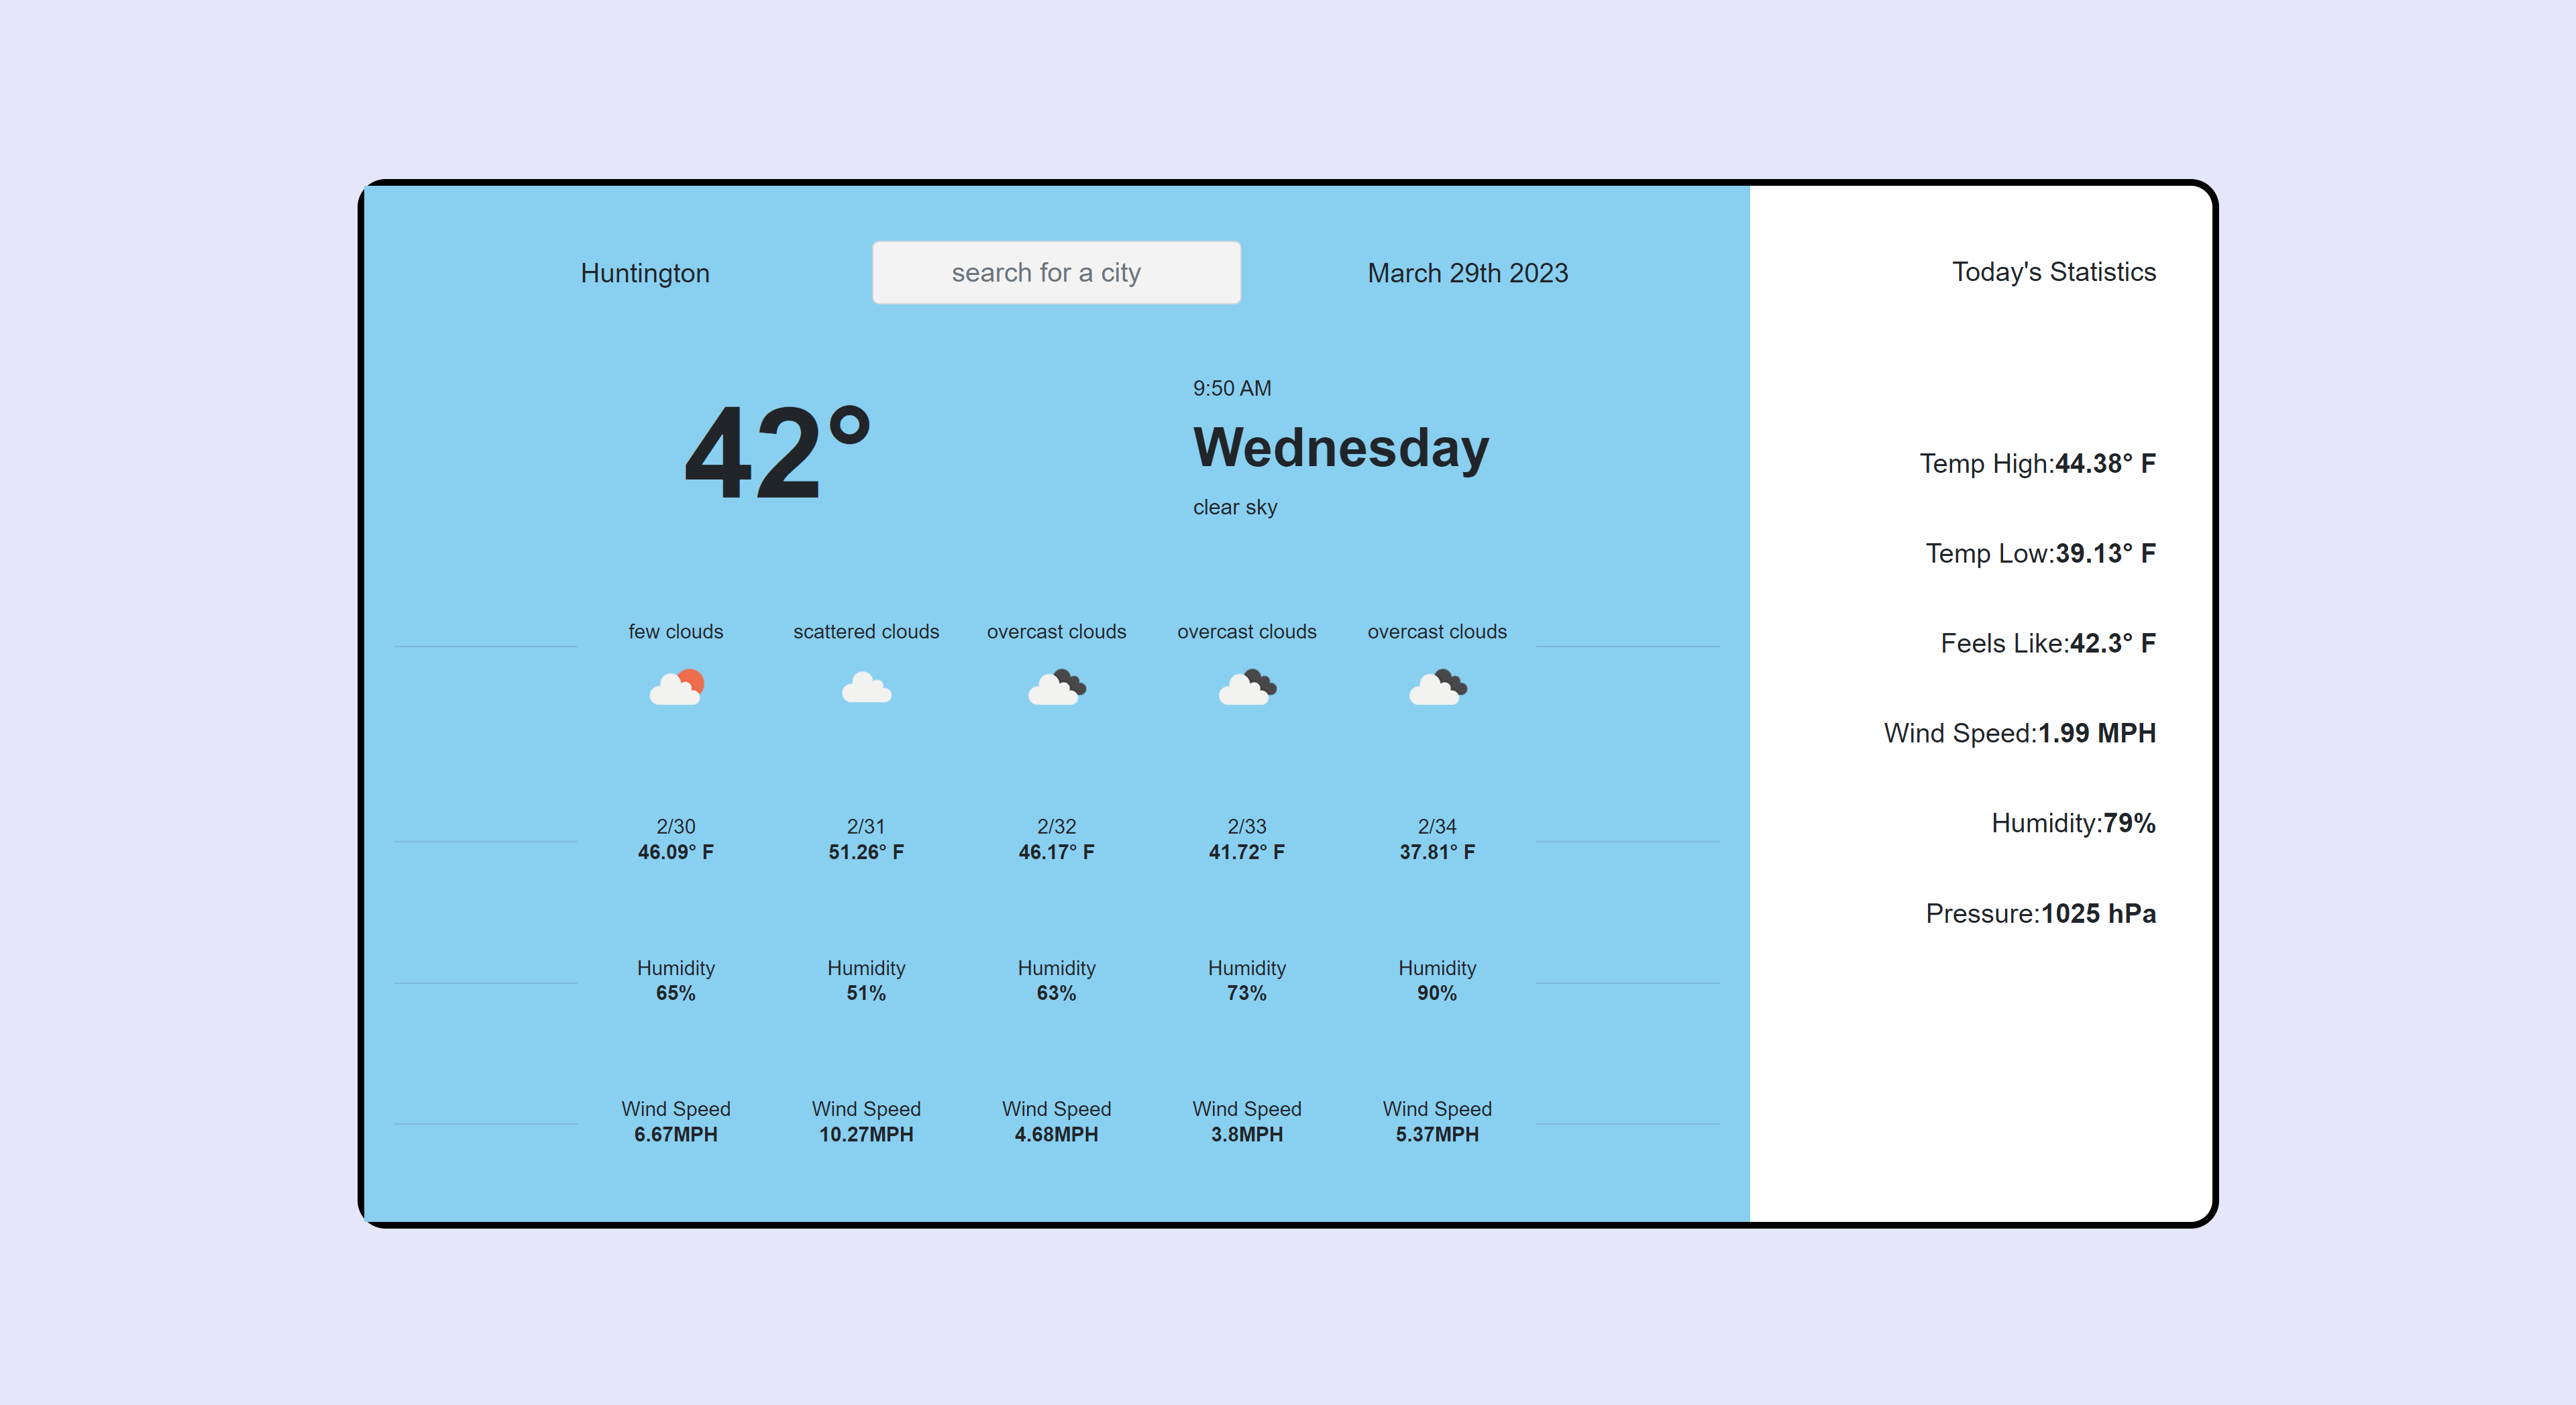 Huntington
search for a city
March 29th 2023
Today's Statistics
42°
9:50 AM
Wednesday
clear sky
Temp High:44.38° F
Temp Low:39.13° F
Feels Like:42.3° F
Wind Speed:1.99 MPH
Humidity:79%
Pressure:1025 hPa
few clouds
scattered clouds
overcast clouds
overcast clouds
overcast clouds
2/30
46.09° F
2/31
51.26° F
2/32
46.17° F
2/33
41.72° F
2/34
37.81° F
Humidity
65%
Humidity
51%
Humidity
63%
Humidity
73%
Humidity
90%
Wind Speed
6.67MPH
Wind Speed
10.27MPH
Wind Speed
4.68MPH
Wind Speed
3.8MPH
Wind Speed
5.37MPH